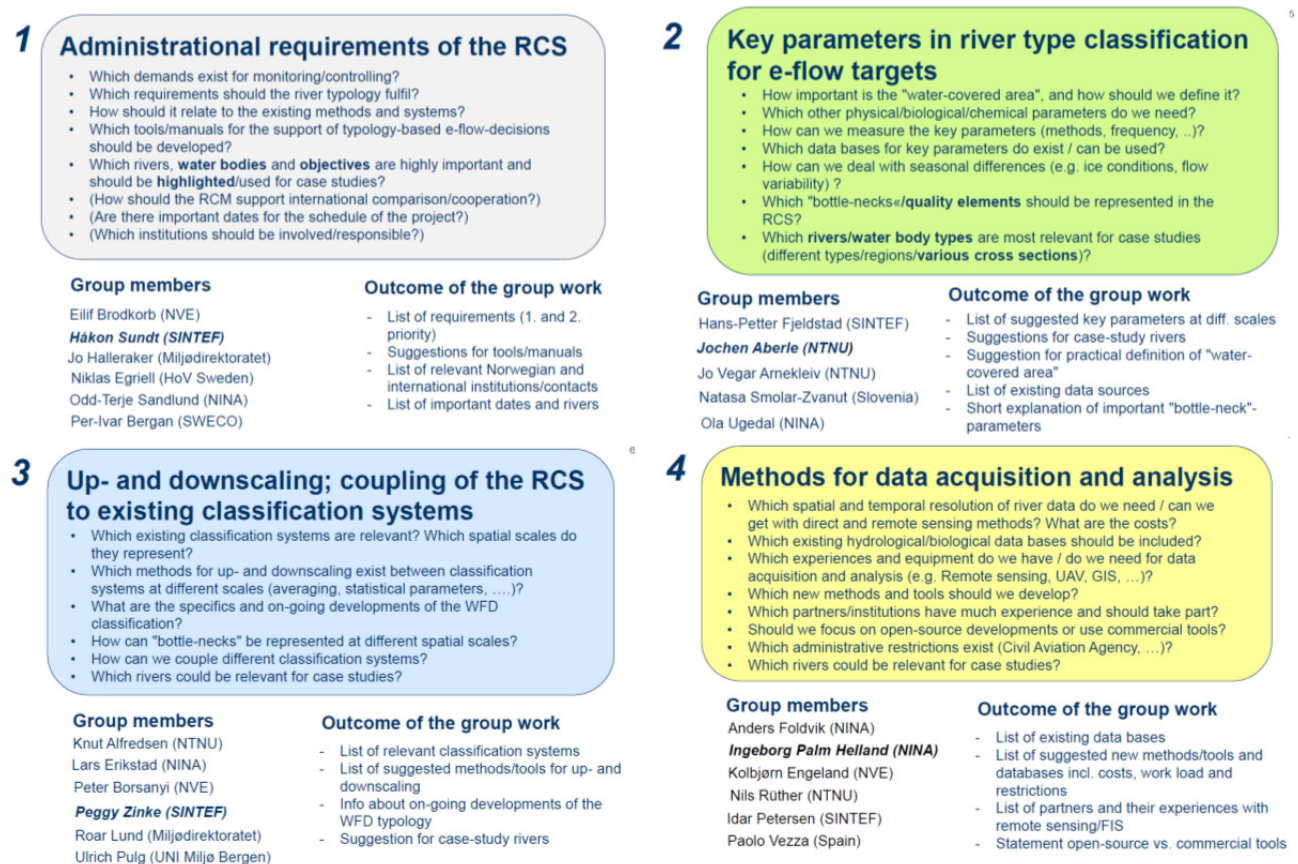 1
Administrational requirements of the RCS
• Which demands exist for monitoring/controlling?
• Which requirements should the river typology fulfil?
• How should it relate to the existing methods and systems?
• Which tools/manuals for the support of typology-based e-flow-decisions
should be developed?
• Which rivers, water bodies and objectives are highly important and
should be highlighted/used for case studies?
• (How should the RCM support international comparison/cooperation?)
• (Are there important dates for the schedule of the project?)
• (Which institutions should be involved/responsible?)
Group members
Eilif Brodkorb (NVE)
Håkon Sundt (SINTEF)
Jo Halleraker (Miljødirektoratet)
Niklas Egriell (HoV Sweden)
Odd-Terje Sandlund (NINA)
Per-Ivar Bergan (SWECO)
Outcome of the group work
- List of requirements (1. and 2.
priority)
- Suggestions for tools/manuals
- List of relevant Norwegian and
international institutions/contacts
- List of important dates and rivers
5
2
Key parameters in river type classification
for e-flow targets
• How important is the "water-covered area", and how should we define it?
• Which other physical/biological/chemical parameters do we need?
• How can we measure the key parameters (methods, frequency, ..)?
• Which data bases for key parameters do exist / can be used?
• How can we deal with seasonal differences (e.g. ice conditions, flow
variability) ?
• Which "bottle-necks«/quality elements should be represented in the
RCS?
• Which rivers/water body types are most relevant for case studies
(different types/regions/various cross sections)?
Group members
Hans-Petter Fjeldstad (SINTEF)
Jochen Aberle (NTNU)
Jo Vegar Arnekleiv (NTNU)
Natasa Smolar-Zvanut (Slovenia)
Ola Ugedal (NINA)
Outcome of the group work
- List of suggested key parameters at diff. scales
- Suggestions for case-study rivers
- Suggestion for practical definition of "water-
covered area"
- List of existing data sources
- Short explanation of important "bottle-neck"-
parameters
6
3
Up- and downscaling; coupling of the RCS
to existing classification systems
• Which existing classification systems are relevant? Which spatial scales do
they represent?
• Which methods for up- and downscaling exist between classification
systems at different scales (averaging, statistical parameters, ….)?
• What are the specifics and on-going developments of the WFD
classification?
• How can "bottle-necks" be represented at different spatial scales?
• How can we couple different classification systems?
• Which rivers could be relevant for case studies?
Group members
Knut Alfredsen (NTNU)
Lars Erikstad (NINA)
Peter Borsanyi (NVE)
Peggy Zinke (SINTEF)
Roar Lund (Miljødirektoratet)
Ulrich Pulg (UNI Miljø Bergen)
Outcome of the group work
- List of relevant classification systems
- List of suggested methods/tools for up- and
downscaling
- Info about on-going developments of the
WFD typology
- Suggestion for case-study rivers
4
Methods for data acquisition and analysis
• Which spatial and temporal resolution of river data do we need / can we
get with direct and remote sensing methods? What are the costs?
• Which existing hydrological/biological data bases should be included?
• Which experiences and equipment do we have / do we need for data
acquisition and analysis (e.g. Remote sensing, UAV, GIS, …)?
• Which new methods and tools should we develop?
• Which partners/institutions have much experience and should take part?
• Should we focus on open-source developments or use commercial tools?
• Which administrative restrictions exist (Civil Aviation Agency, …)?
• Which rivers could be relevant for case studies?
Group members
Anders Foldvik (NINA)
Ingeborg Palm Helland (NINA)
Kolbjørn Engeland (NVE)
Nils Rüther (NTNU)
Idar Petersen (SINTEF)
Paolo Vezza (Spain)
Outcome of the group work
- List of existing data bases
- List of suggested new methods/tools and
databases incl. costs, work load and
restrictions
- List of partners and their experiences with
remote sensing/FIS
- Statement open-source vs. commercial tools